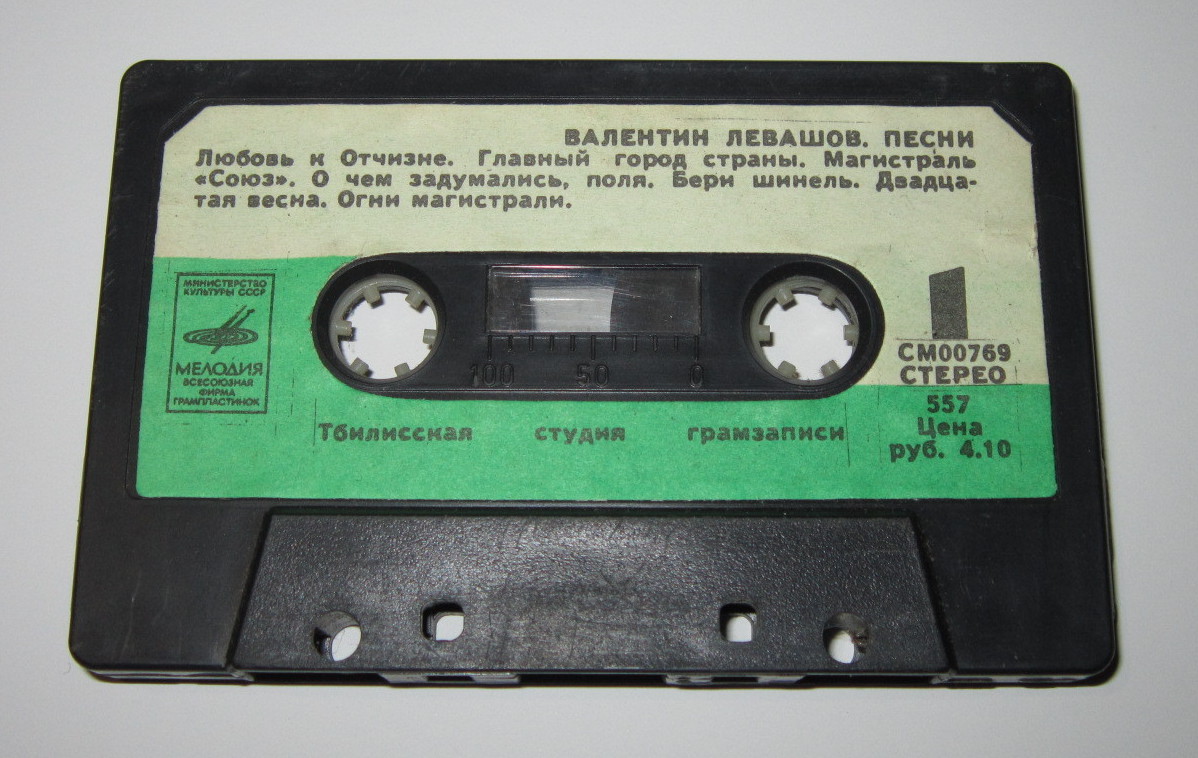 ВАЛЕНТИН ЛЕВАШОВ. ПЕСНИ
Любовь к Отчизне. Главный город страны. Магистраль
«Союз». О чем задумались, поля. Бери шинель. Двадца-
тая весна. Огни магистрали.
МИНИСТЕРСТВО
КУЛЬТУРЫ СССР
МЕЛОДИЯ
ВСЕСОЮЗНАЯ
ФИРМА
ГРАМПЛАСТИНОК
100 50 0
1
СМ00769
СТЕРЕО
557
Цена
руб. 4.10
Тбилисская студия грамзаписи